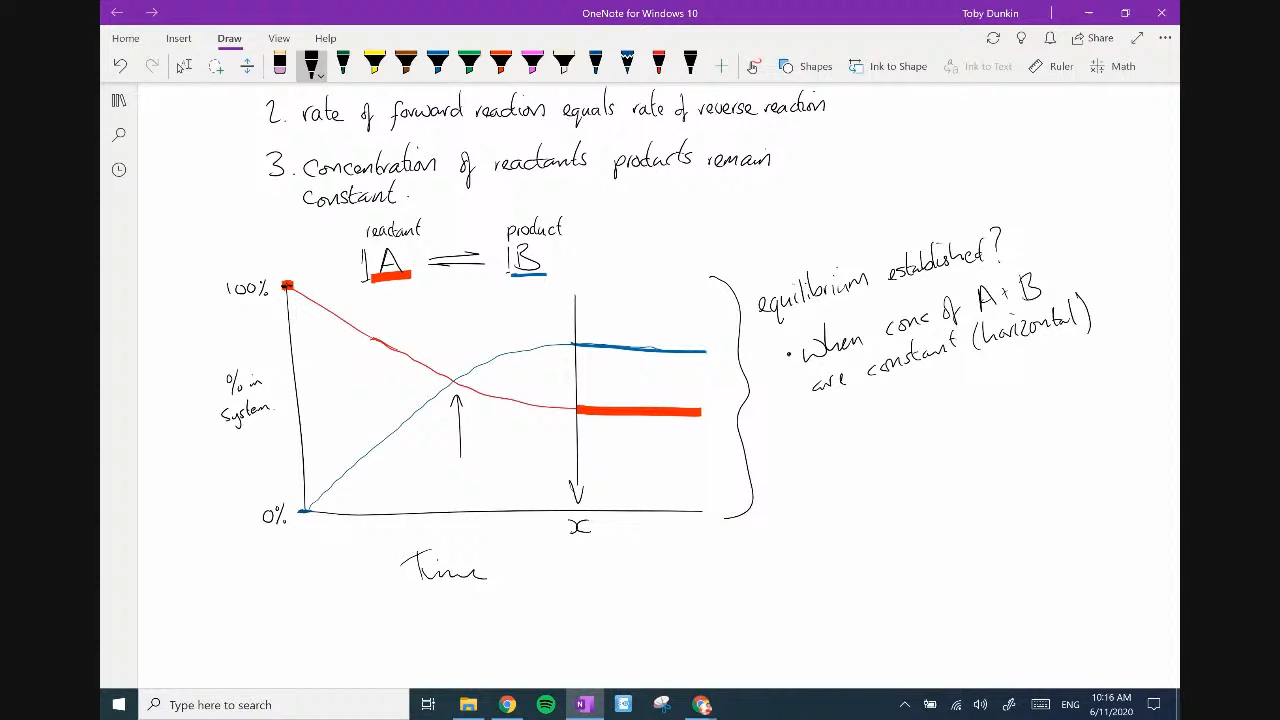 OneNote for Windows 10
Toby Dunkin
Home Insert Draw View Help
Share
Shapes Ink to Shape Ink to Text Ruler Math
2. rate of forward reaction equals rate of reverse reaction
3. concentration of reactants products remain
constant.
reactant product
1A ⇌ 1B
100%
% in
system.
0%
x
Time
equilibrium established?
• When conc of A + B
are constant (horizontal)
Type here to search
ENG
10:16 AM
6/11/2020